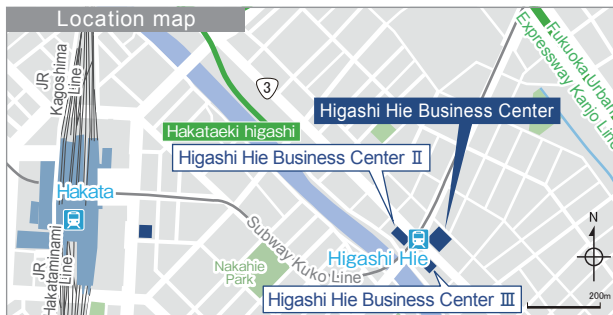 Location map
JR
Kagoshima
Line
3
Fukuoka Urban
Expressway Kanjo Line
Higashi Hie Business Center
Hakataeki higashi
Higashi Hie Business Center Ⅱ
Hakata
Subway Kuko Line
Higashi Hie
N
JR
Hakataminami
Line
Nakahie
Park
Higashi Hie Business Center Ⅲ
200m